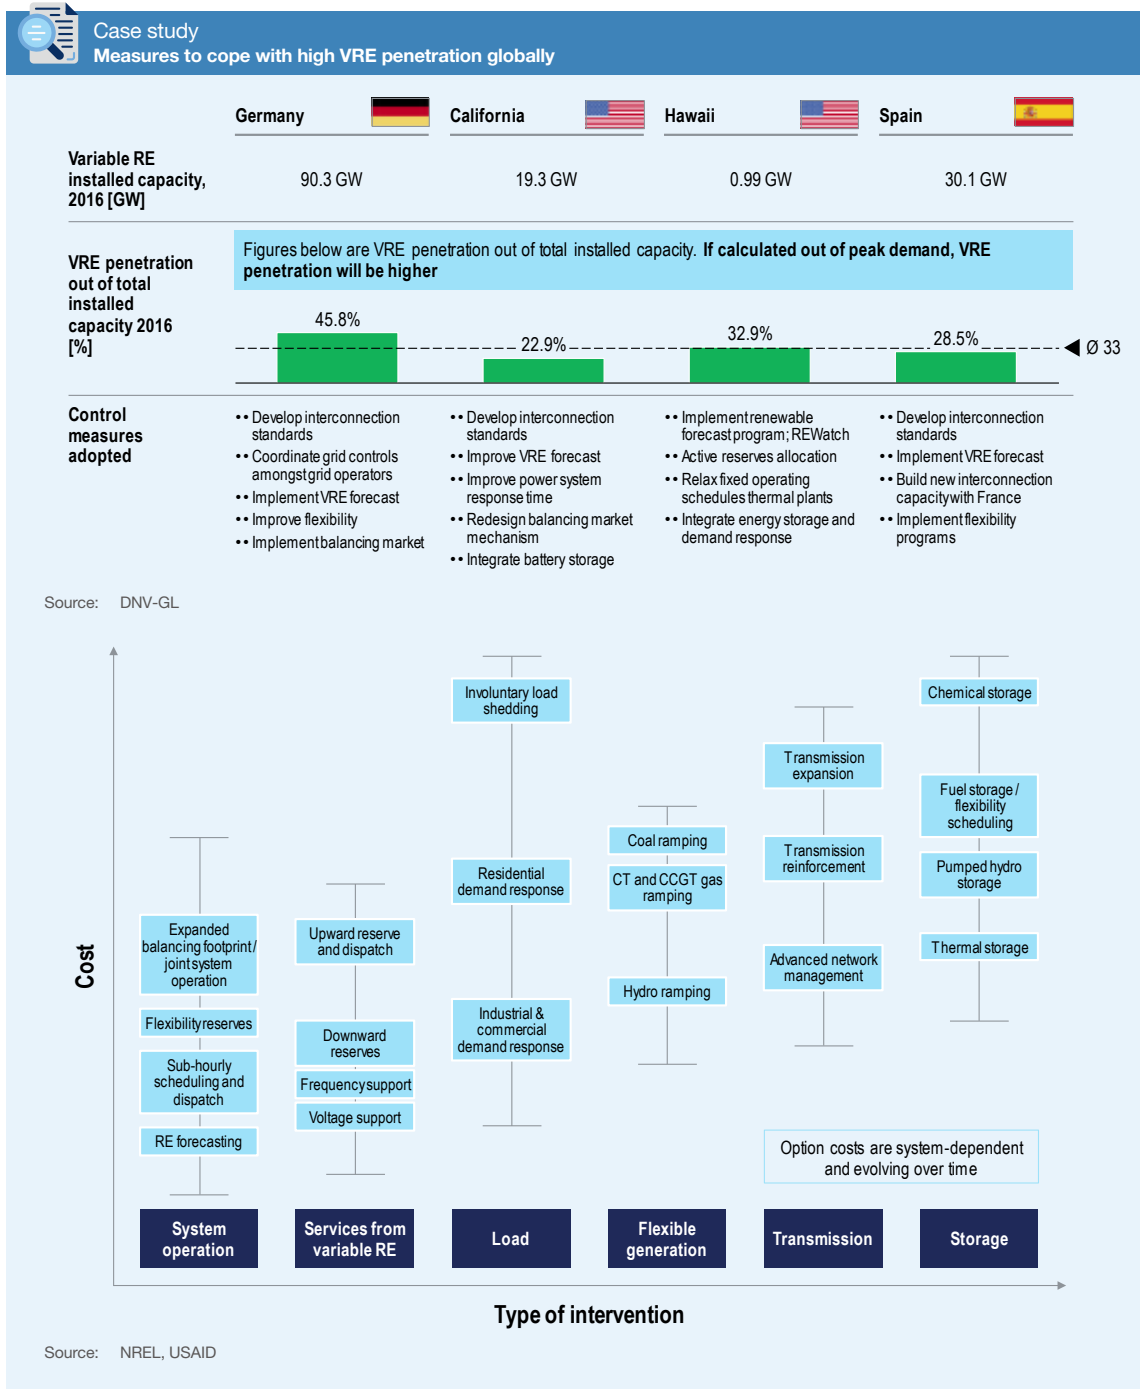 Case study
Measures to cope with high VRE penetration globally
Germany
California
Hawaii
Spain
Variable RE
installed capacity,
2016 [GW]
90.3 GW
19.3 GW
0.99 GW
30.1 GW
VRE penetration
out of total
installed
capacity 2016
[%]
Figures below are VRE penetration out of total installed capacity. If calculated out of peak demand, VRE
penetration will be higher
45.8%
22.9%
32.9%
28.5%
Ø 33
Control
measures
adopted
•• Develop interconnection
standards
•• Coordinate grid controls
amongst grid operators
•• Implement VRE forecast
•• Improve flexibility
•• Implement balancing market
•• Develop interconnection
standards
•• Improve VRE forecast
•• Improve power system
response time
•• Redesign balancing market
mechanism
•• Integrate battery storage
•• Implement renewable
forecast program; REWatch
•• Active reserves allocation
•• Relax fixed operating
schedules thermal plants
•• Integrate energy storage and
demand response
•• Develop interconnection
standards
•• Implement VRE forecast
•• Build new interconnection
capacity with France
•• Implement flexibility
programs
Source: DNV-GL
Cost
Expanded
balancing footprint/
joint system
operation
Flexibility reserves
Sub-hourly
scheduling and
dispatch
RE forecasting
System
operation
Upward reserve
and dispatch
Downward
reserves
Frequency support
Voltage support
Services from
variable RE
Involuntary load
shedding
Residential
demand response
Industrial &
commercial
demand response
Load
Coal ramping
CT and CCGT gas
ramping
Hydro ramping
Flexible
generation
Transmission
expansion
Transmission
reinforcement
Advanced network
management
Transmission
Chemical storage
Fuel storage /
flexibility
scheduling
Pumped hydro
storage
Thermal storage
Storage
Option costs are system-dependent
and evolving over time
Type of intervention
Source: NREL, USAID